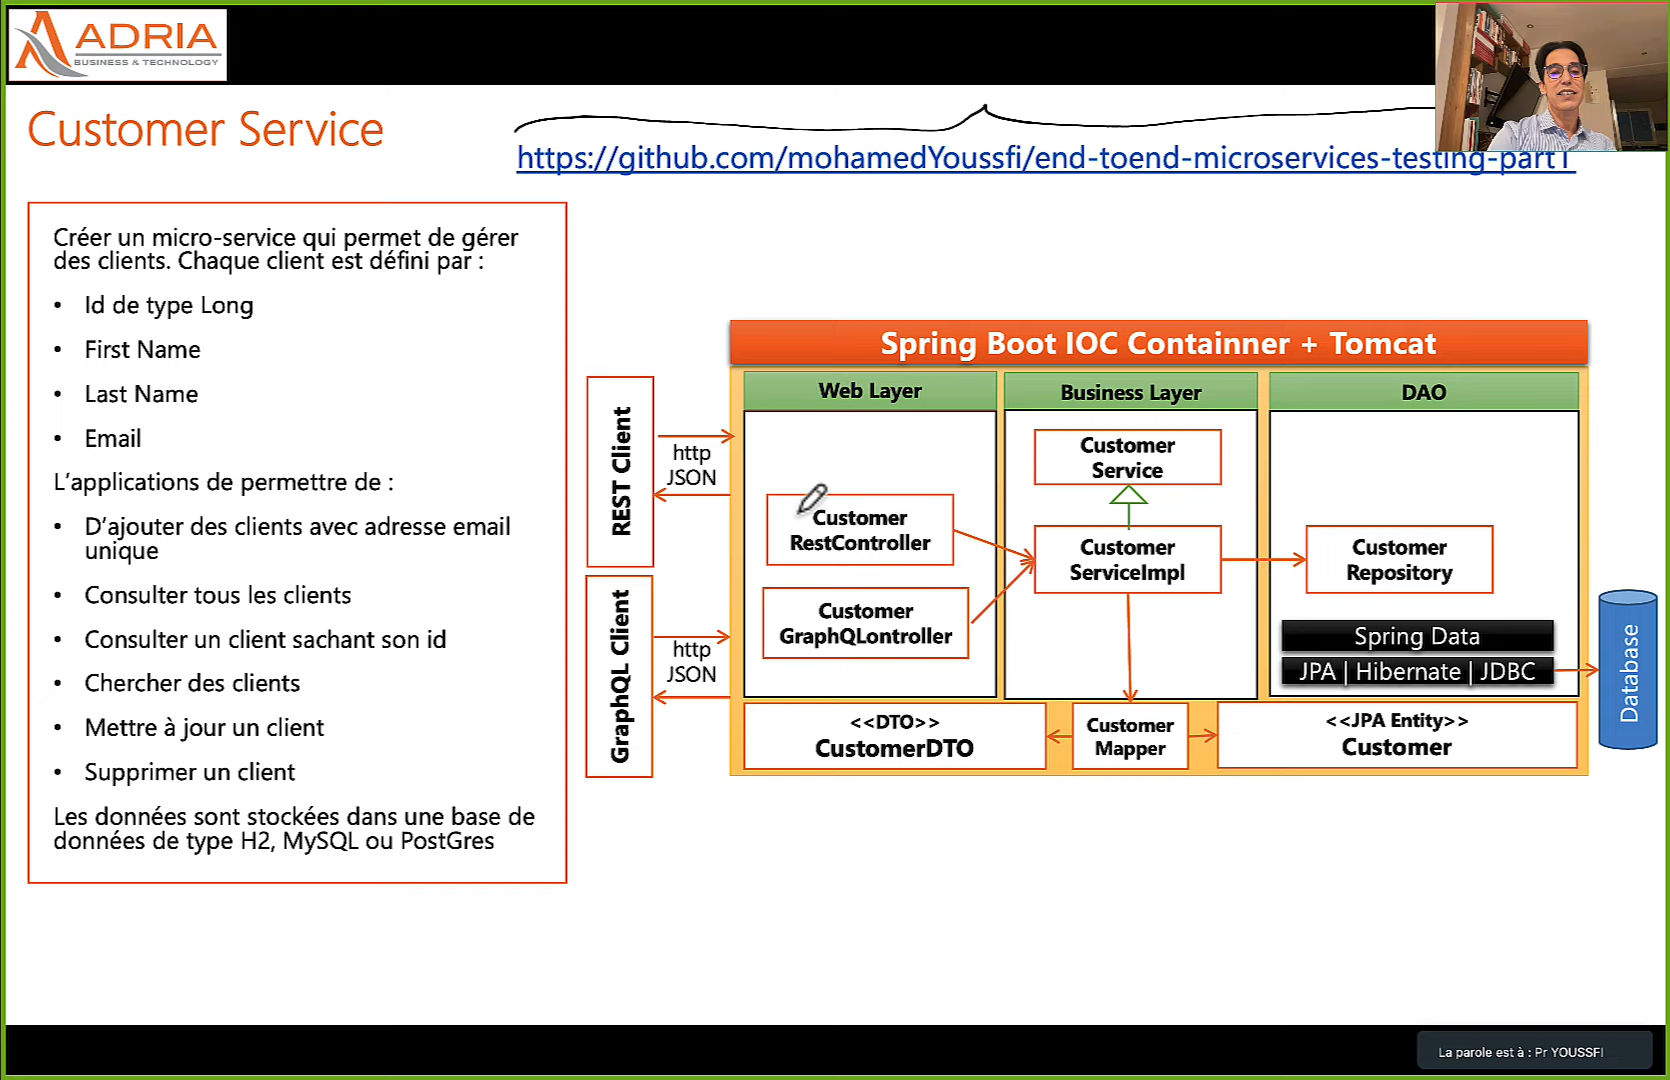 ADRIA
BUSINESS & TECHNOLOGY
Customer Service
https://github.com/mohamedYoussfi/end-toend-microservices-testing-part1
Créer un micro-service qui permet de gérer
des clients. Chaque client est défini par :
• Id de type Long
• First Name
• Last Name
• Email
L’applications de permettre de :
• D’ajouter des clients avec adresse email
unique
• Consulter tous les clients
• Consulter un client sachant son id
• Chercher des clients
• Mettre à jour un client
• Supprimer un client
Les données sont stockées dans une base de
données de type H2, MySQL ou PostGres
Spring Boot IOC Containner + Tomcat
Web Layer
Business Layer
DAO
REST Client
http
JSON
GraphQL Client
http
JSON
Customer
RestController
Customer
GraphQLontroller
Customer
Service
Customer
ServiceImpl
Customer
Repository
Spring Data
JPA | Hibernate | JDBC
Database
<<DTO>>
CustomerDTO
Customer
Mapper
<<JPA Entity>>
Customer
La parole est à : Pr YOUSSFI